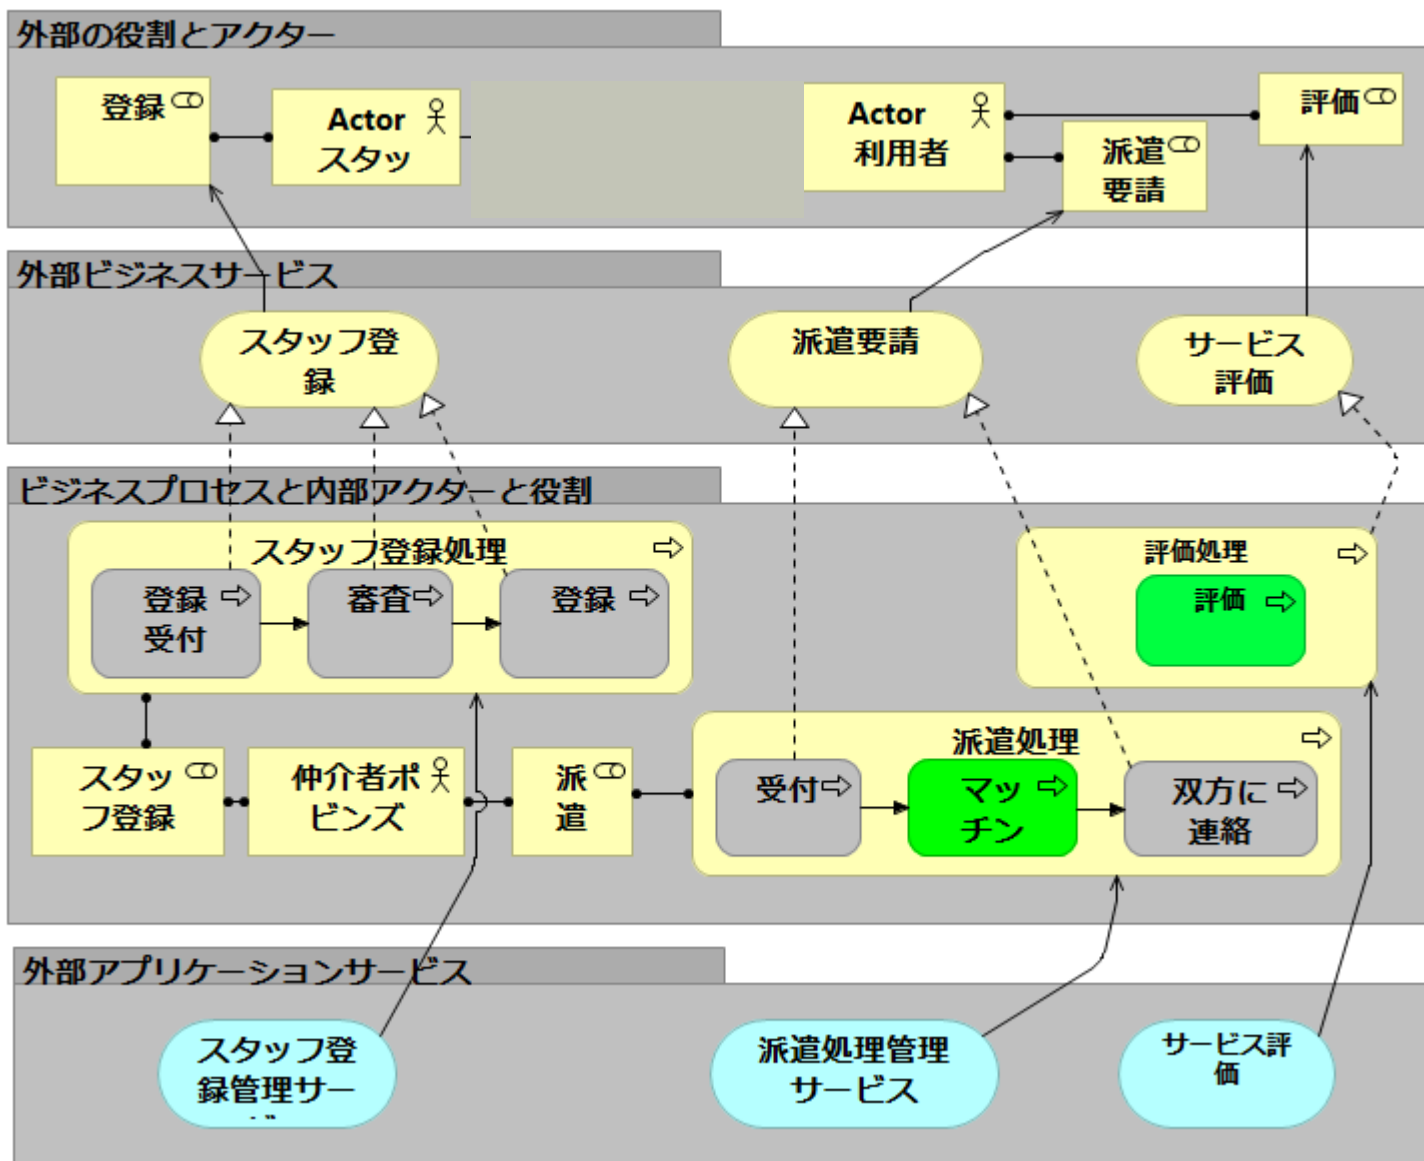 外部の役割とアクター
登録
Actor
スタッ
Actor
利用者
派遣
要請
評価
外部ビジネスサービス
スタッフ登
録
派遣要請
サービス
評価
ビジネスプロセスと内部アクターと役割
スタッフ登録処理
登録
受付
審査
登録
評価処理
評価
スタッ
フ登録
仲介者ポ
ビンズ
派
遣
派遣処理
受付
マッ
チン
双方に
連絡
外部アプリケーションサービス
スタッフ登
録管理サー
派遣処理管理
サービス
サービス評
価